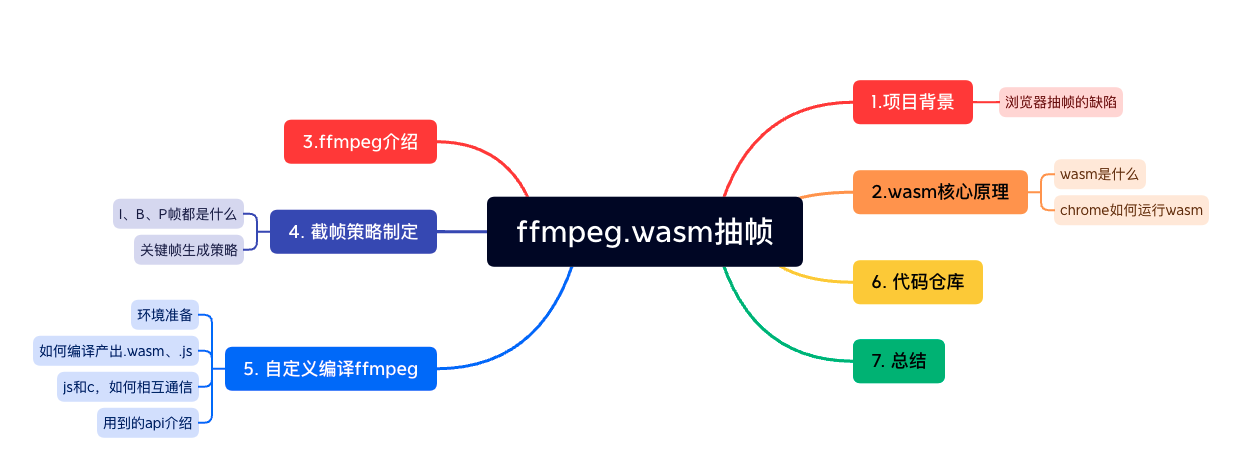 ffmpeg.wasm抽帧
1.项目背景
浏览器抽帧的缺陷
2.wasm核心原理
wasm是什么
chrome如何运行wasm
3.ffmpeg介绍
4. 截帧策略制定
I、B、P帧都是什么
关键帧生成策略
5. 自定义编译ffmpeg
环境准备
如何编译产出.wasm、.js
js和c，如何相互通信
用到的api介绍
6. 代码仓库
7. 总结